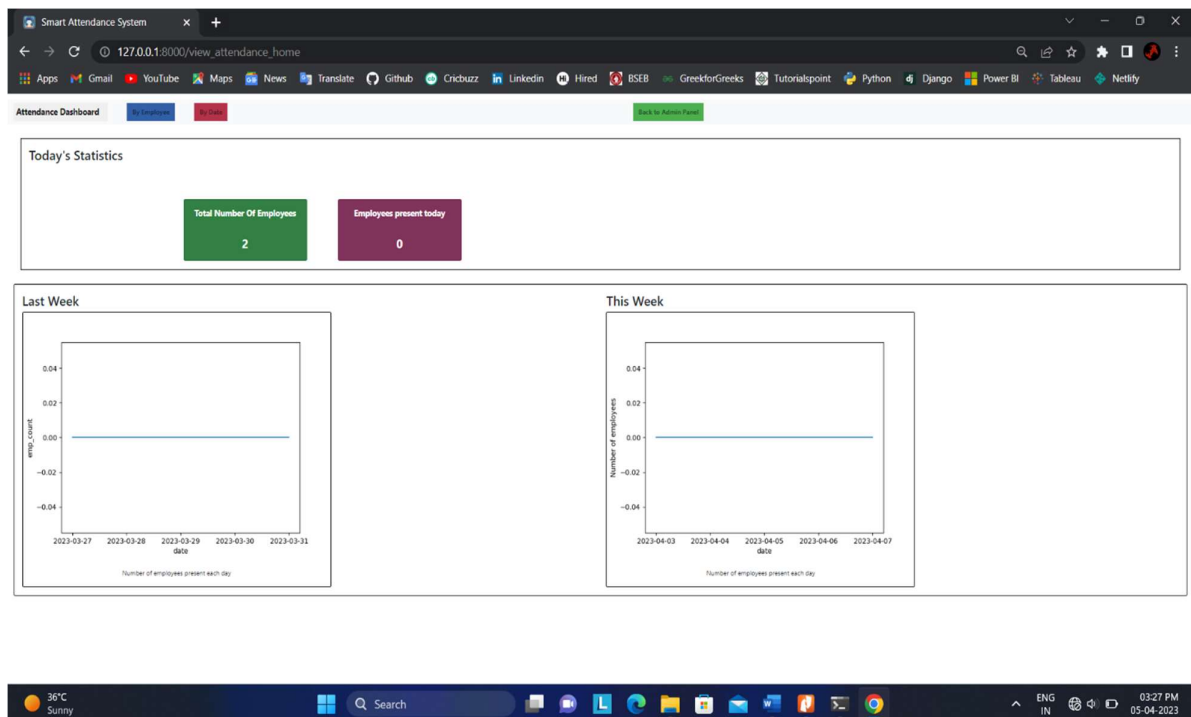 Smart Attendance System
127.0.0.1:8000/view_attendance_home
Apps Gmail YouTube Maps News Translate Github Cricbuzz Linkedin Hired BSEB GreekforGreeks Tutorialspoint Python Django Power BI Tableau Netlify
Attendance Dashboard By Employee By Date Back to Admin Panel
Today's Statistics
Total Number Of Employees
2
Employees present today
0
Last Week
emp_count
0.04
0.02
0.00
−0.02
−0.04
2023-03-27 2023-03-28 2023-03-29 2023-03-30 2023-03-31
date
Number of employees present each day
This Week
Number of employees
0.04
0.02
0.00
−0.02
−0.04
2023-04-03 2023-04-04 2023-04-05 2023-04-06 2023-04-07
date
Number of employees present each day
36°C
Sunny
Search
ENG
IN
03:27 PM
05-04-2023